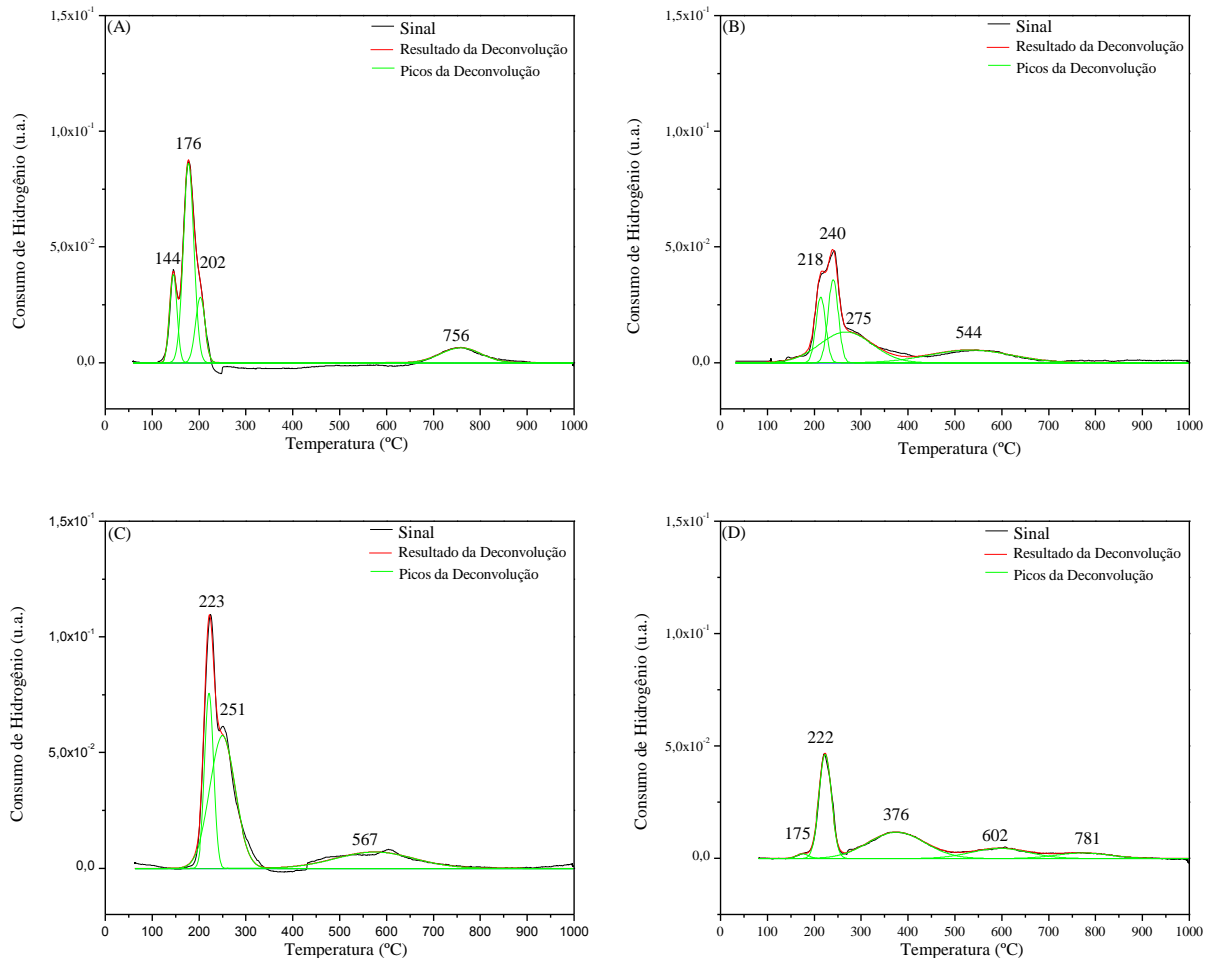 (A)
Sinal
Resultado da Deconvolução
Picos da Deconvolução
Consumo de Hidrogênio (u.a.)
1,5x10⁻¹
1,0x10⁻¹
5,0x10⁻²
0,0
144
176
202
756
0 100 200 300 400 500 600 700 800 900 1000
Temperatura (ºC)
(B)
Sinal
Resultado da Deconvolução
Picos da Deconvolução
Consumo de Hidrogênio (u.a.)
1,5x10⁻¹
1,0x10⁻¹
5,0x10⁻²
0,0
218
240
275
544
0 100 200 300 400 500 600 700 800 900 1000
Temperatura (ºC)
(C)
Sinal
Resultado da Deconvolução
Picos da Deconvolução
Consumo de Hidrogênio (u.a.)
1,5x10⁻¹
1,0x10⁻¹
5,0x10⁻²
0,0
223
251
567
0 100 200 300 400 500 600 700 800 900 1000
Temperatura (ºC)
(D)
Sinal
Resultado da Deconvolução
Picos da Deconvolução
Consumo de Hidrogênio (u.a.)
1,5x10⁻¹
1,0x10⁻¹
5,0x10⁻²
0,0
175
222
376
602
781
0 100 200 300 400 500 600 700 800 900 1000
Temperatura (ºC)